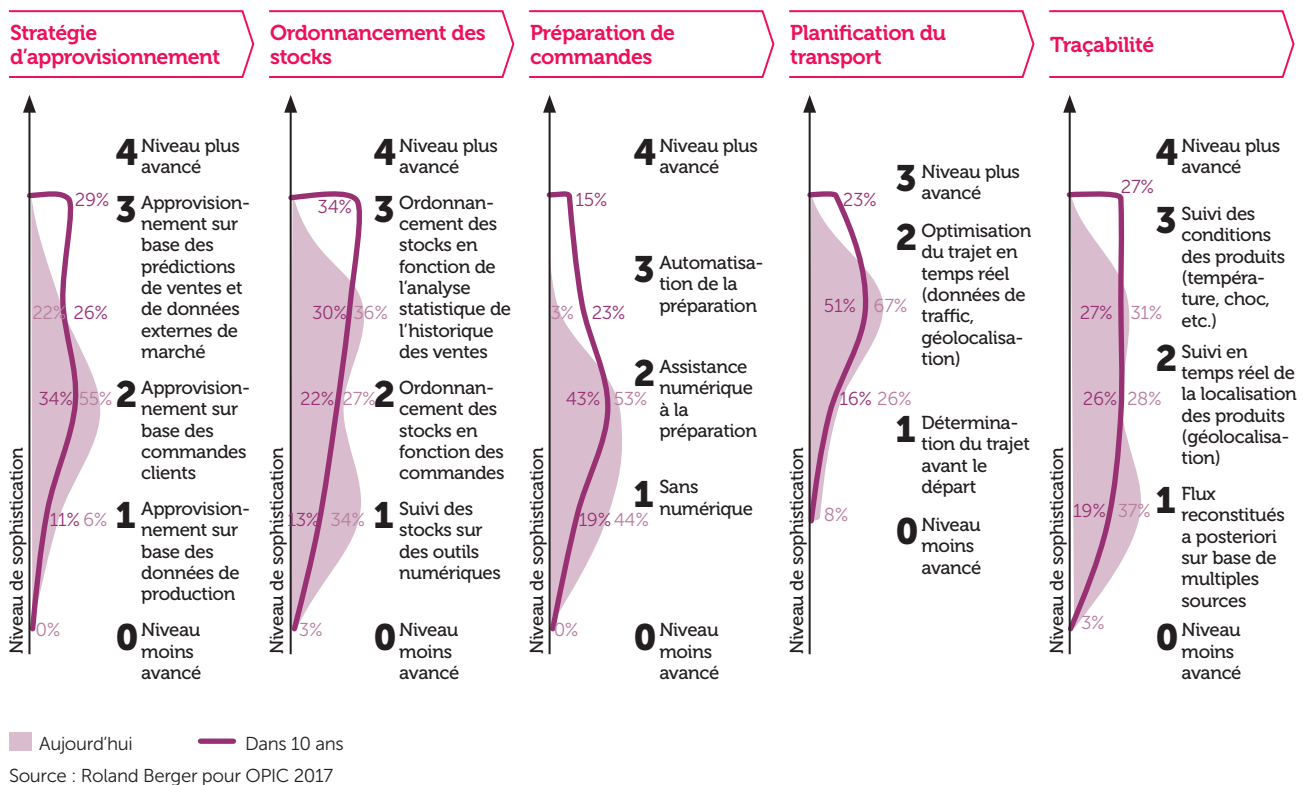 Stratégie
d'approvisionnement
Ordonnancement des
stocks
Préparation de
commandes
Planification du
transport
Traçabilité
Niveau de sophistication
4 Niveau plus
avancé
29%
3 Approvision-
nement sur
base des
prédictions
de ventes et
de données
externes de
marché
22% 26%
34% 55%
2 Approvision-
nement sur
base des
commandes
clients
11% 6%
1 Approvision-
nement sur
base des
données de
production
0%
0 Niveau
moins
avancé
Niveau de sophistication
4 Niveau plus
avancé
34%
3 Ordonnan-
cement des
stocks en
fonction de
l'analyse
statistique de
l'historique
des ventes
30% 36%
22% 27%
2 Ordonnan-
cement des
stocks en
fonction des
commandes
13% 34%
1 Suivi des
stocks sur
des outils
numériques
3%
0 Niveau
moins
avancé
Niveau de sophistication
4 Niveau plus
avancé
15%
3 Automatisa-
tion de la
préparation
3% 23%
2 Assistance
numérique
à la
préparation
43% 53%
1 Sans
numérique
19% 44%
0%
0 Niveau
moins
avancé
Niveau de sophistication
3 Niveau plus
avancé
23%
2 Optimisation
du trajet en
temps réel
(données de
traffic,
géolocalisa-
tion)
51% 67%
16% 26%
1 Détermina-
tion du trajet
avant le
départ
8%
0 Niveau
moins
avancé
Niveau de sophistication
4 Niveau plus
avancé
27%
3 Suivi des
conditions
des produits
(tempéra-
ture, choc,
etc.)
27% 31%
2 Suivi en
temps réel de
la localisation
des produits
(géolocalisa-
tion)
26% 28%
19% 37%
1 Flux
reconstitués
a posteriori
sur base de
multiples
sources
3%
0 Niveau
moins
avancé
Aujourd'hui
Dans 10 ans
Source : Roland Berger pour OPIC 2017